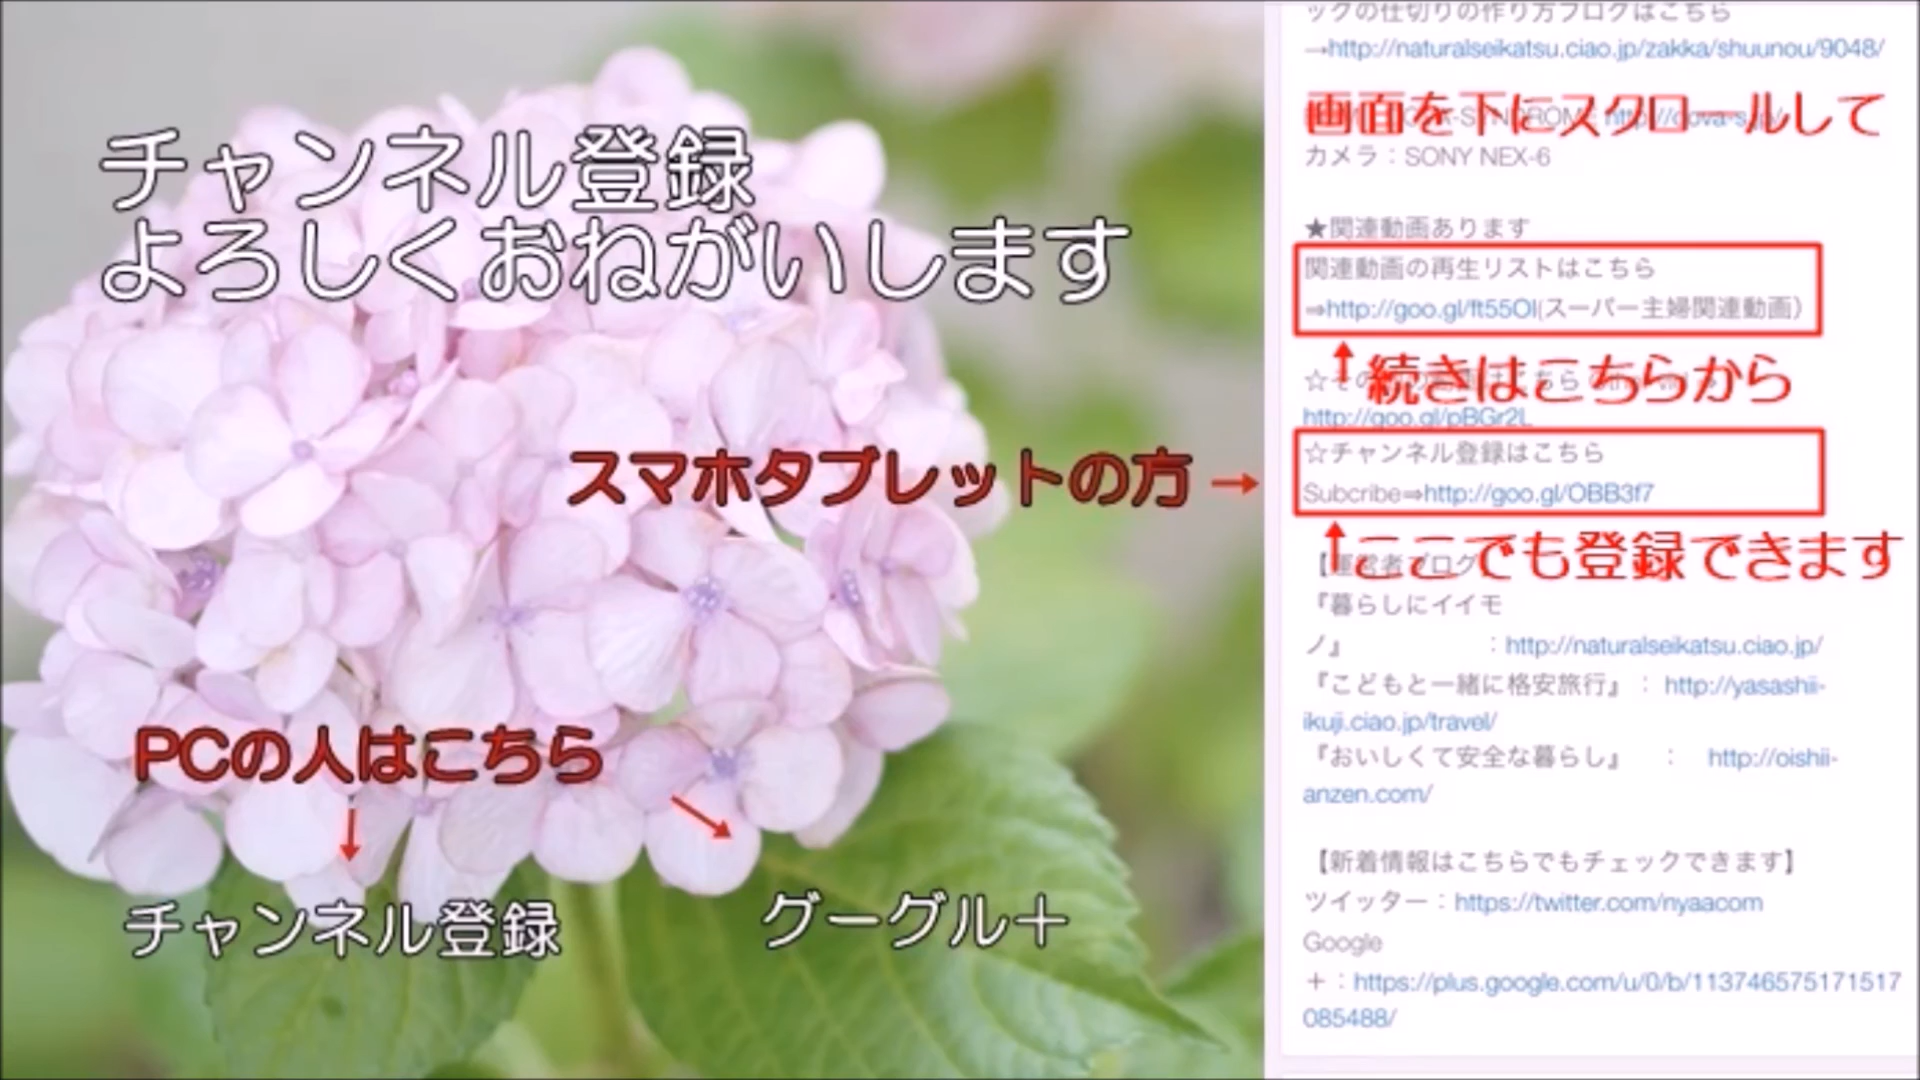 チャンネル登録
よろしくおねがいします
スマホタブレットの方→
PCの人はこちら
チャンネル登録
グーグル＋
ックの仕切りの作り方ブログはこちら
→http://naturalseikatsu.ciao.jp/zakka/shuunou/9048/
画面を下にスクロールして
カメラ：SONY NEX-6
★関連動画あります
関連動画の再生リストはこちら
⇒http://goo.gl/ft55OI(スーパー主婦関連動画）
↑続きはこちらから
http://goo.gl/pBGr2L
☆チャンネル登録はこちら
Subcribe⇒http://goo.gl/OBB3f7
↑ここでも登録できます
【運営者ブログ
『暮らしにイイモ
ノ』　　　　　　：http://naturalseikatsu.ciao.jp/
『こどもと一緒に格安旅行』：http://yasashii-
ikuji.ciao.jp/travel/
『おいしくて安全な暮らし』　：　http://oishii-
anzen.com/
【新着情報はこちらでもチェックできます】
ツイッター：https://twitter.com/nyaacom
Google
＋：https://plus.google.com/u/0/b/113746575171517
085488/